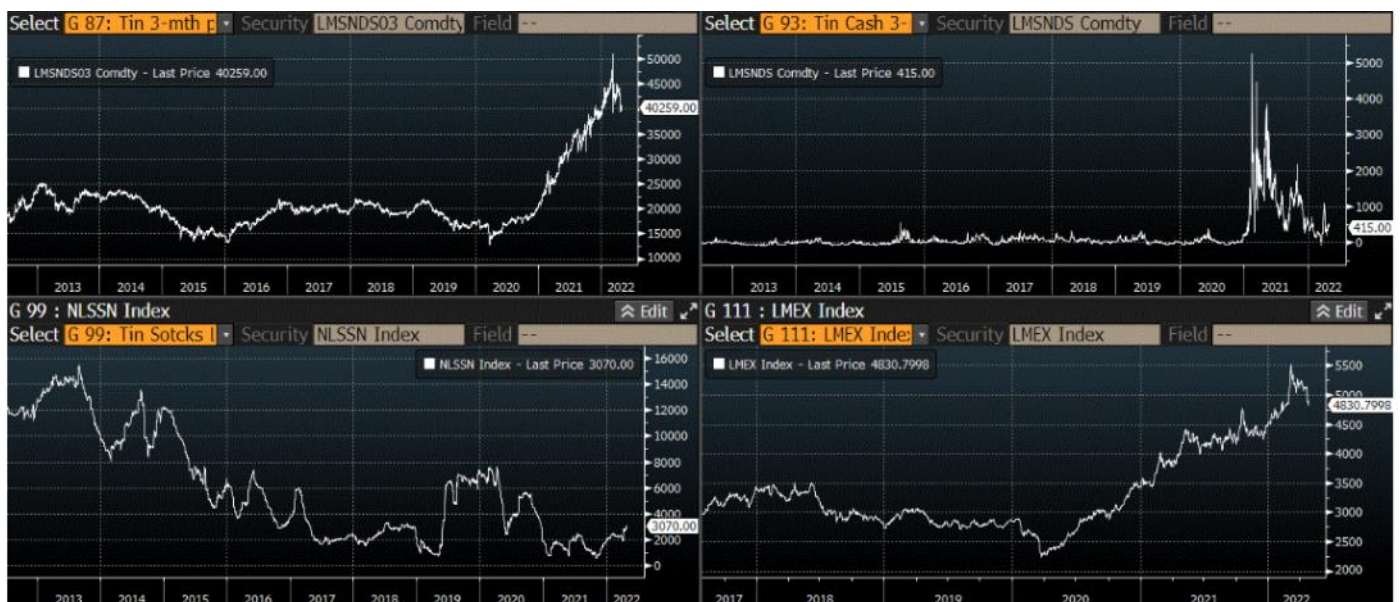 Select G 87: Tin 3-mth p Security LMSNDS03 Comdty Field --
LMSNDS03 Comdty - Last Price 40259.00
50000
45000
40259.00
35000
30000
25000
20000
15000
10000
2013 2014 2015 2016 2017 2018 2019 2020 2021 2022
Select G 93: Tin Cash 3- Security LMSNDS Comdty Field --
LMSNDS Comdty - Last Price 415.00
5000
4000
3000
2000
1000
415.00
0
2013 2014 2015 2016 2017 2018 2019 2020 2021 2022
G 99 : NLSSN Index Edit
Select G 99: Tin Sotcks l Security NLSSN Index Field --
NLSSN Index - Last Price 3070.00
16000
14000
12000
10000
8000
6000
4000
3070.00
2000
0
2013 2014 2015 2016 2017 2018 2019 2020 2021 2022
G 111 : LMEX Index Edit
Select G 111: LMEX Index Security LMEX Index Field --
LMEX Index - Last Price 4830.7998
5500
5000
4830.7998
4500
4000
3500
3000
2500
2000
2017 2018 2019 2020 2021 2022